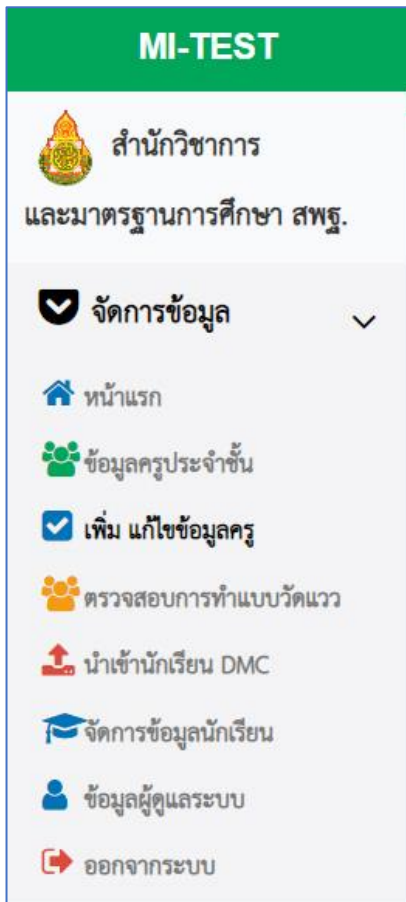 MI-TEST
สำนักวิชาการ
และมาตรฐานการศึกษา สพฐ.
จัดการข้อมูล
หน้าแรก
ข้อมูลครูประจำชั้น
เพิ่ม แก้ไขข้อมูลครู
ตรวจสอบการทำแบบวัดแวว
นำเข้านักเรียน DMC
จัดการข้อมูลนักเรียน
ข้อมูลผู้ดูแลระบบ
ออกจากระบบ